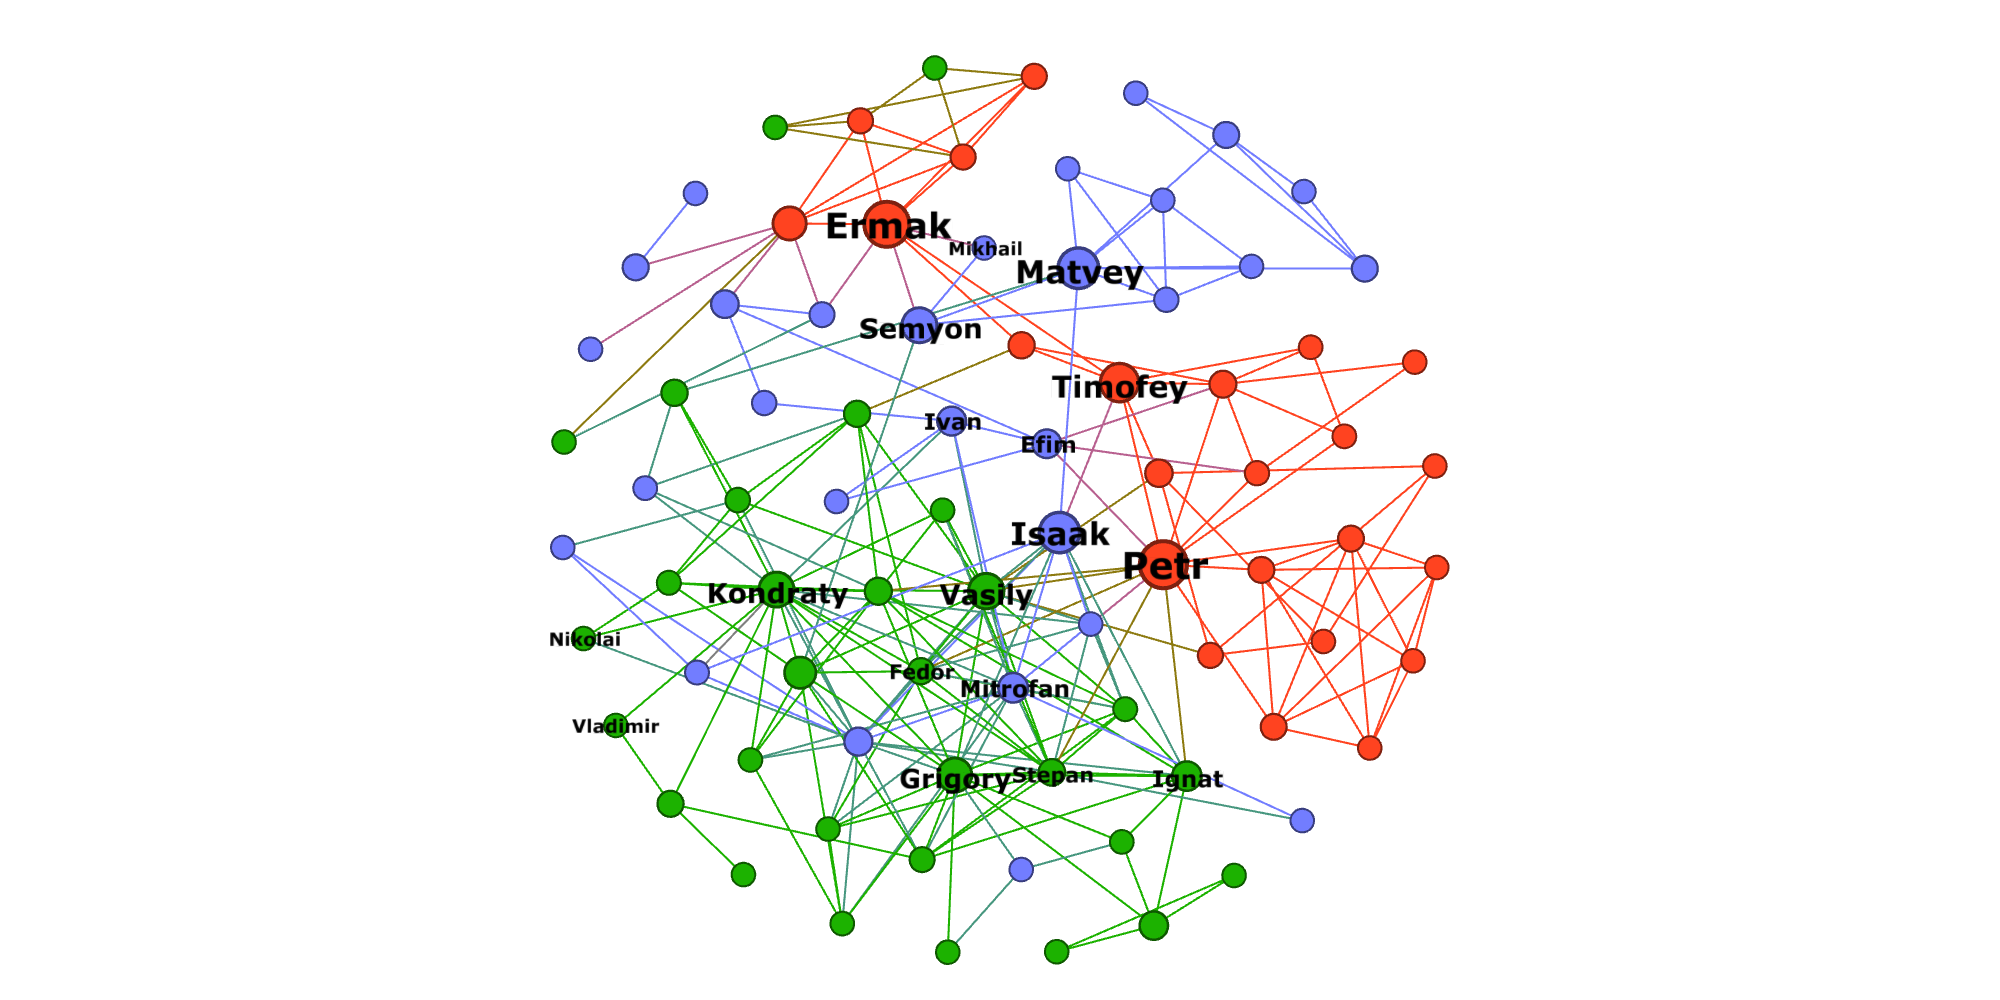 Ermak
Mikhail
Matvey
Semyon
Timofey
Ivan
Efim
Isaak
Petr
Kondraty
Vasily
Nikolai
Fedor
Mitrofan
Vladimir
Grigory
Stepan
Ignat